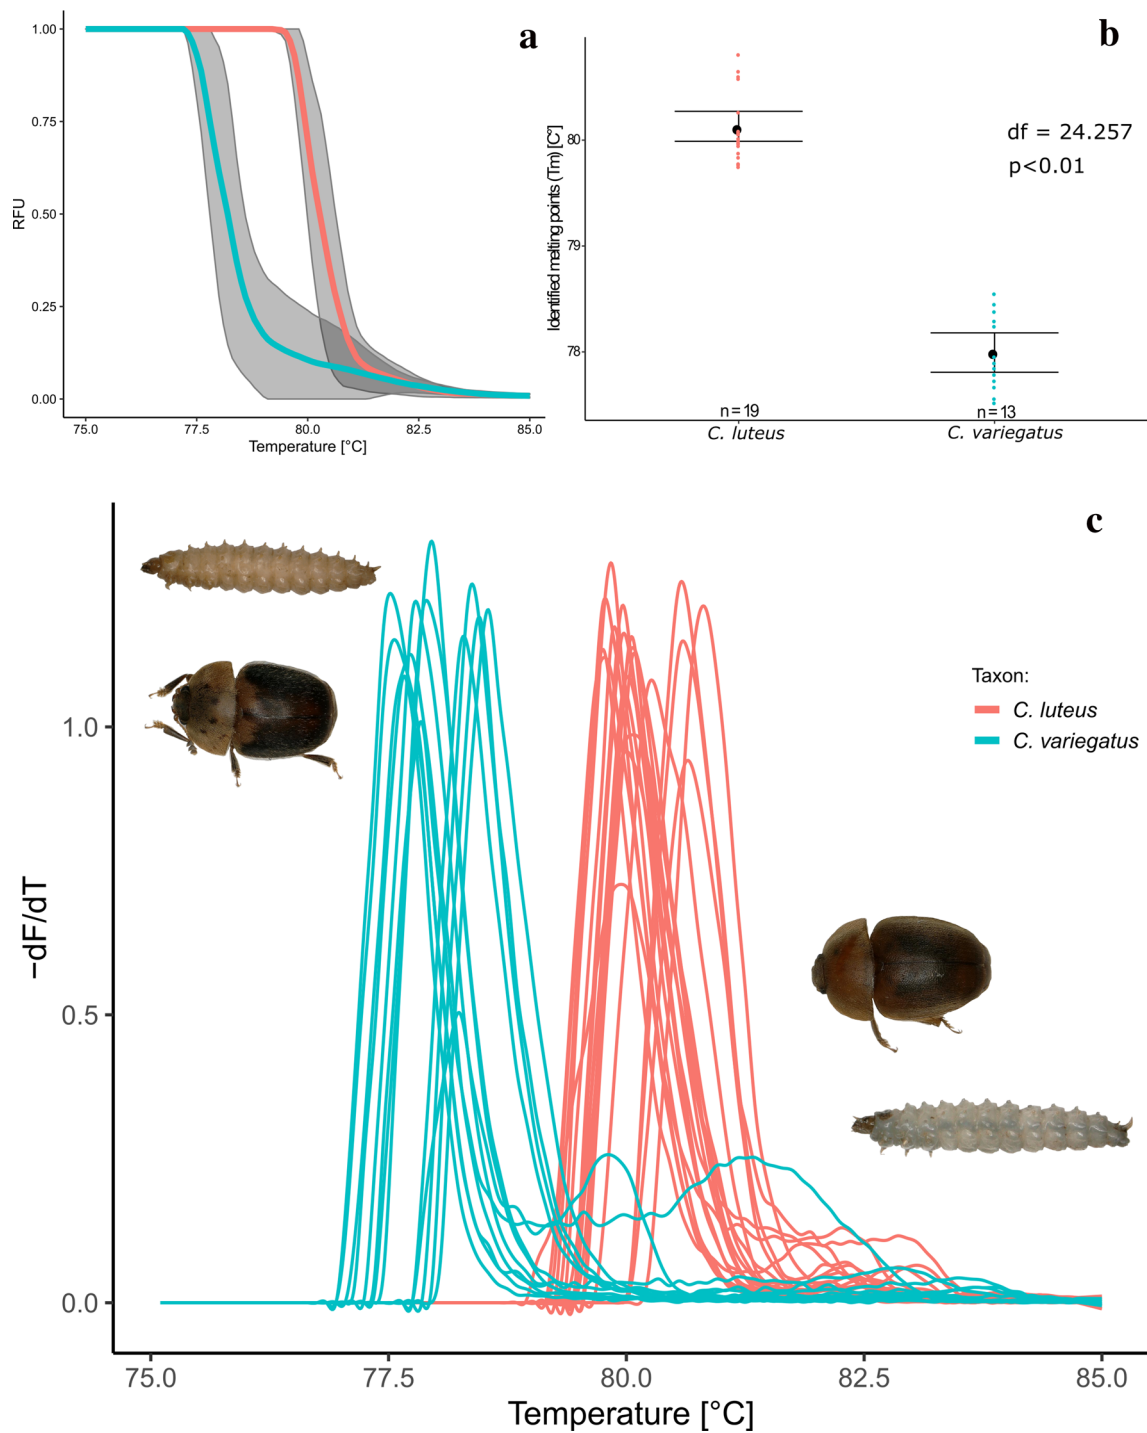 a
1.00
0.75
0.50
0.25
0.00
RFU
75.0 77.5 80.0 82.5 85.0
Temperature [°C]
b
Identified melting points (Tm) [C°]
80
79
78
df = 24.257
p<0.01
n=19 n=13
C. luteus C. variegatus
c
−dF/dT
1.0
0.5
0.0
Taxon:
C. luteus
C. variegatus
75.0 77.5 80.0 82.5 85.0
Temperature [°C]